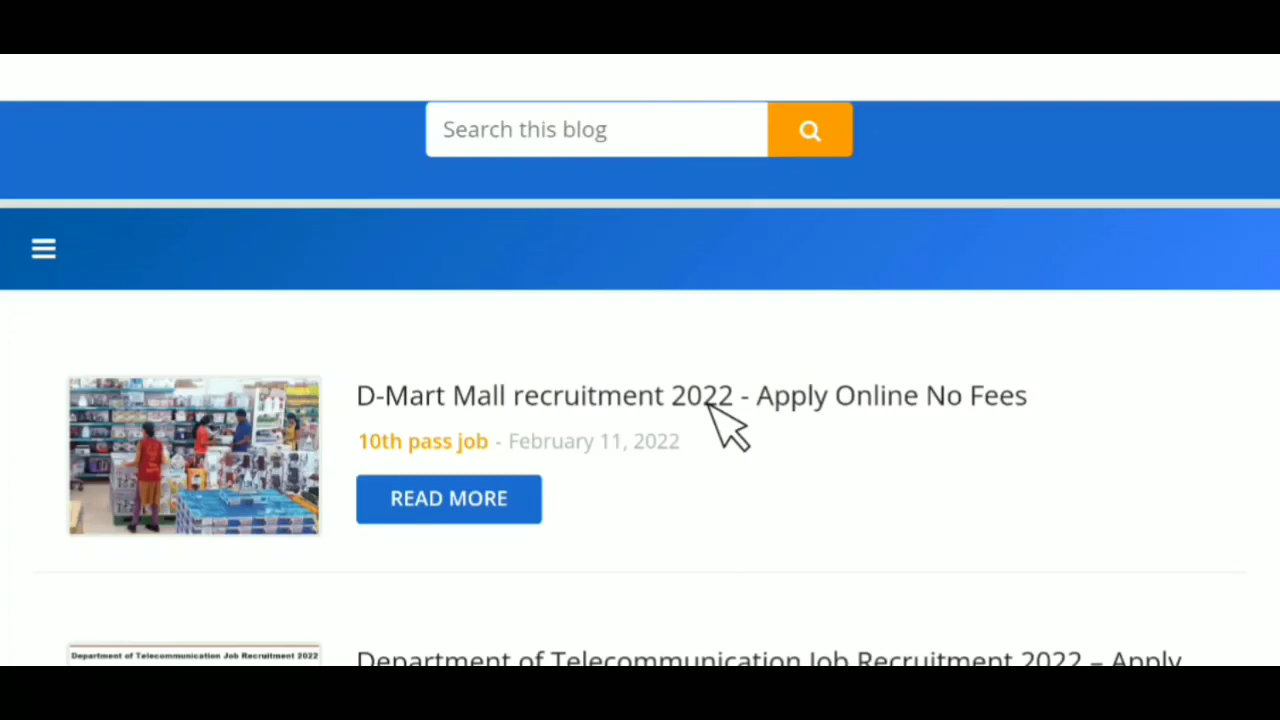 Search this blog
D-Mart Mall recruitment 2022 - Apply Online No Fees
10th pass job - February 11, 2022
READ MORE
Department of Telecommunication Job Recruitment 2022
Department of Telecommunication Job Recruitment 2022 – Apply